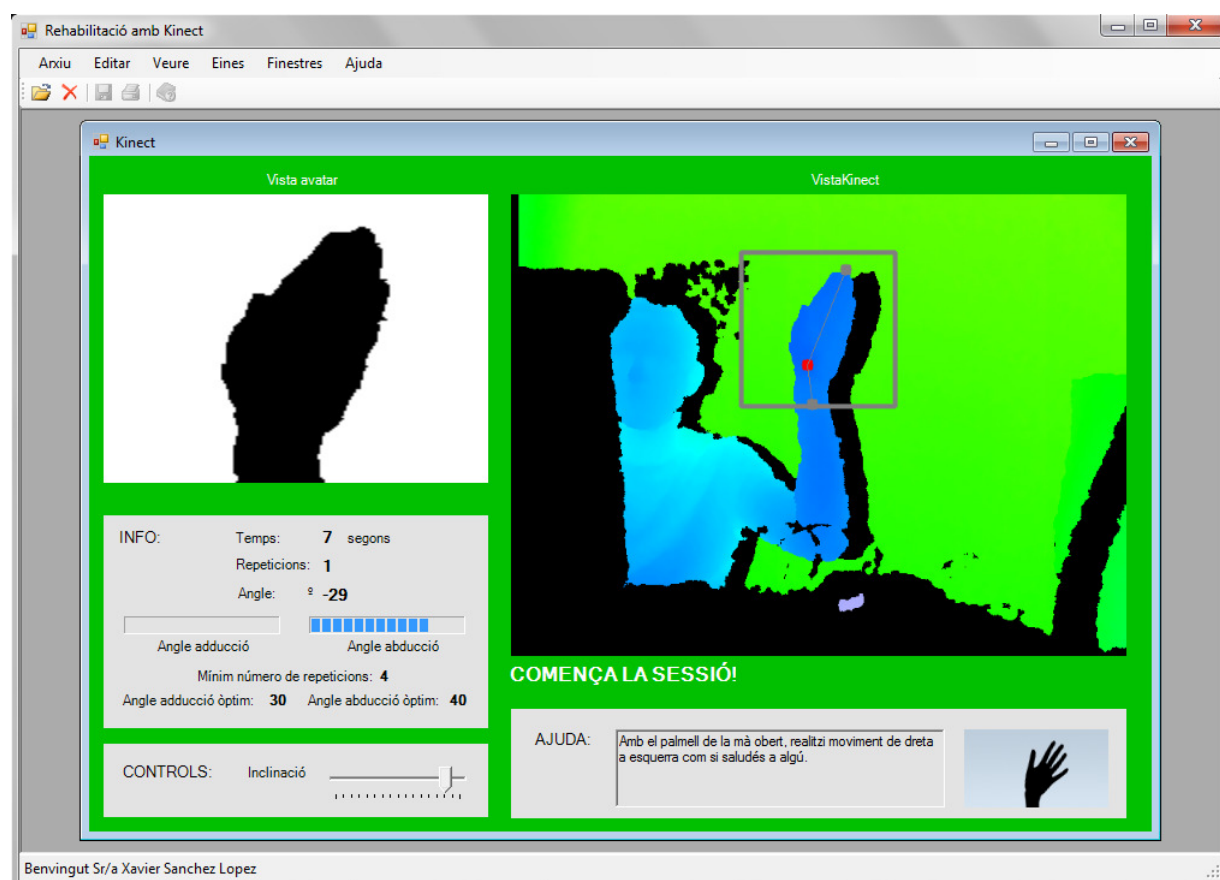 Rehabilitació amb Kinect
Arxiu Editar Veure Eines Finestres Ajuda
Kinect
Vista avatar
VistaKinect
INFO:
Temps: 7 segons
Repeticions: 1
Angle: º -29
Angle adducció Angle abducció
Mínim número de repeticions: 4
Angle adducció òptim: 30 Angle abducció òptim: 40
CONTROLS: Inclinació
COMENÇA LA SESSIÓ!
AJUDA:
Amb el palmell de la mà obert, realitzi moviment de dreta
a esquerra com si saludés a algú.
Benvingut Sr/a Xavier Sanchez Lopez